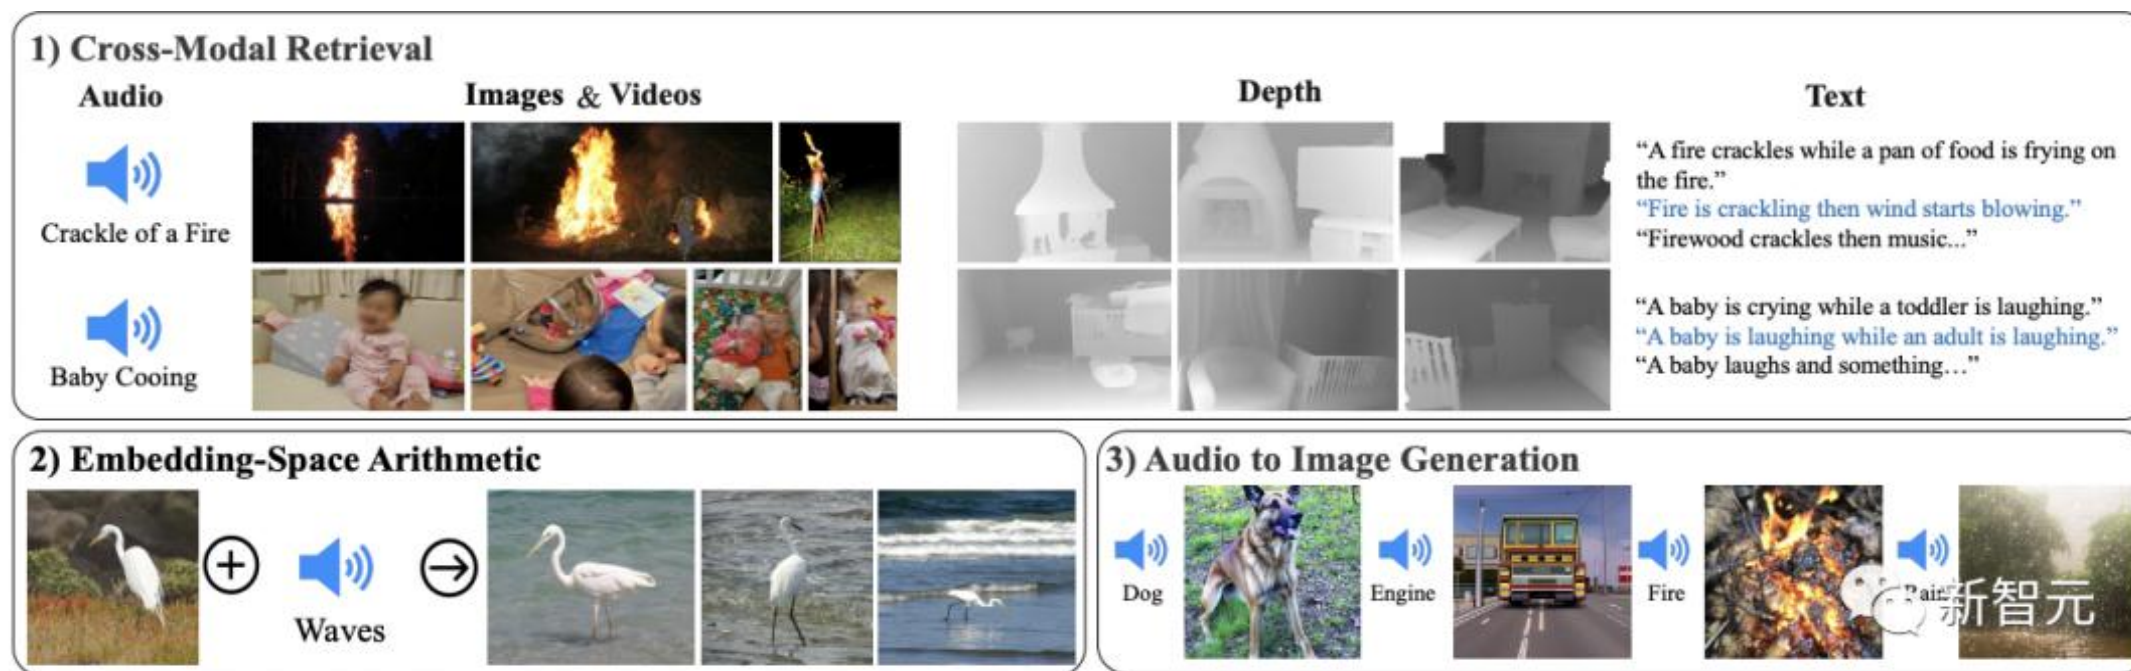 1) Cross-Modal Retrieval
Audio
Images & Videos
Depth
Text
Crackle of a Fire
“A fire crackles while a pan of food is frying on
the fire.”
“Fire is crackling then wind starts blowing.”
“Firewood crackles then music...”
Baby Cooing
“A baby is crying while a toddler is laughing.”
“A baby is laughing while an adult is laughing.”
“A baby laughs and something…”
2) Embedding-Space Arithmetic
Waves
3) Audio to Image Generation
Dog
Engine
Fire
Rain
新智元